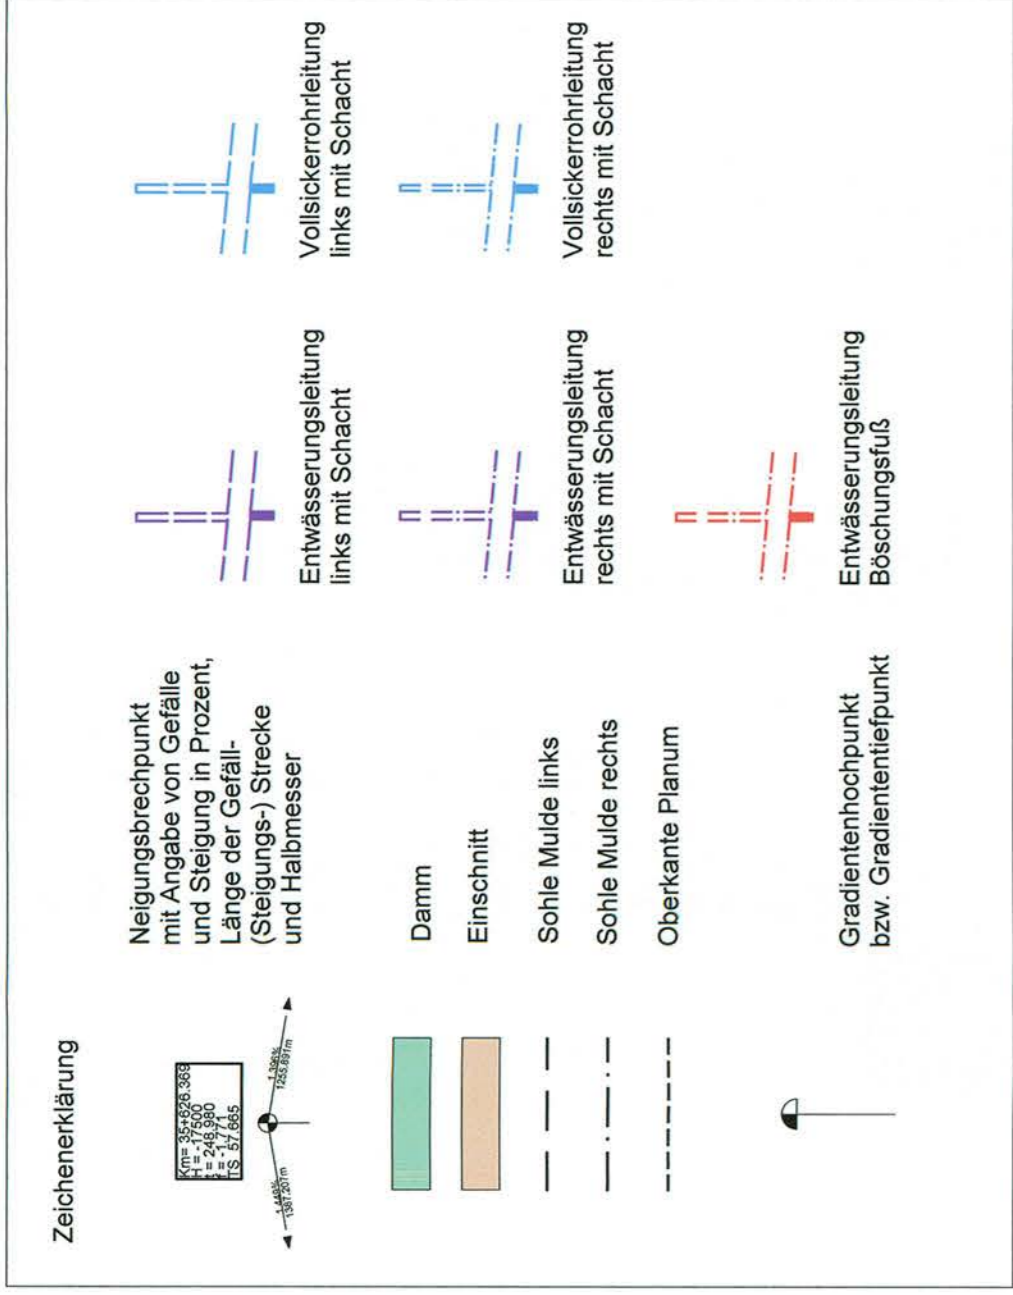 Zeichenerklärung
Km= 35+626.369
H = -17500
t = 248.980
f = -1.771
TS 57.665
1.449%
1387.207m
1.396%
1255.891m
Neigungsbrechpunkt
mit Angabe von Gefälle
und Steigung in Prozent,
Länge der Gefäll-
(Steigungs-) Strecke
und Halbmesser
Damm
Einschnitt
Sohle Mulde links
Sohle Mulde rechts
Oberkante Planum
Gradientenhochpunkt
bzw. Gradiententiefpunkt
Entwässerungsleitung
links mit Schacht
Entwässerungsleitung
rechts mit Schacht
Entwässerungsleitung
Böschungsfuß
Vollsickerrohrleitung
links mit Schacht
Vollsickerrohrleitung
rechts mit Schacht